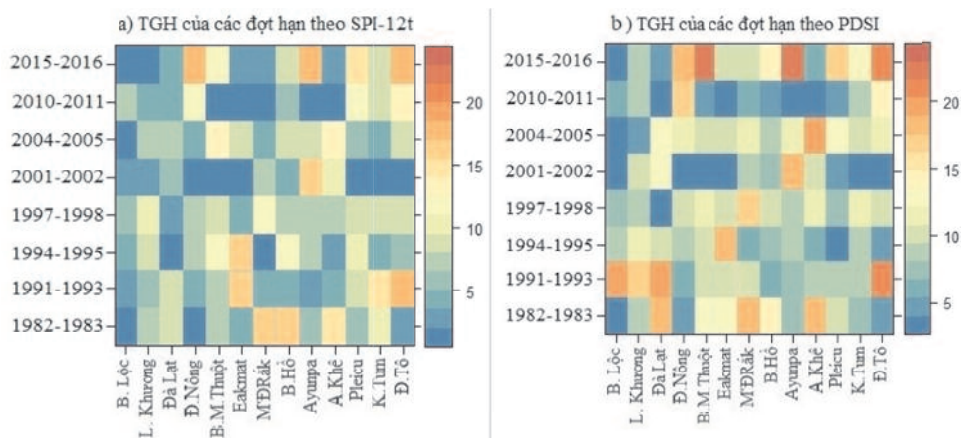 a) TGH của các đợt hạn theo SPI-12t
2015-2016
2010-2011
2004-2005
2001-2002
1997-1998
1994-1995
1991-1993
1982-1983
B. Lộc
L. Khương
Đà Lạt
Đ.Nông
B.M.Thuột
Eakmat
M'ĐRắk
B.Hồ
Ayunpa
A.Khê
Pleicu
K.Tum
Đ.Tô
20
15
10
5
b) TGH của các đợt hạn theo PDSI
2015-2016
2010-2011
2004-2005
2001-2002
1997-1998
1994-1995
1991-1993
1982-1983
B. Lộc
L. Khương
Đà Lạt
Đ.Nông
B.M.Thuột
Eakmat
M'ĐRắk
B.Hồ
Ayunpa
A.Khê
Pleicu
K.Tum
Đ.Tô
20
15
10
5